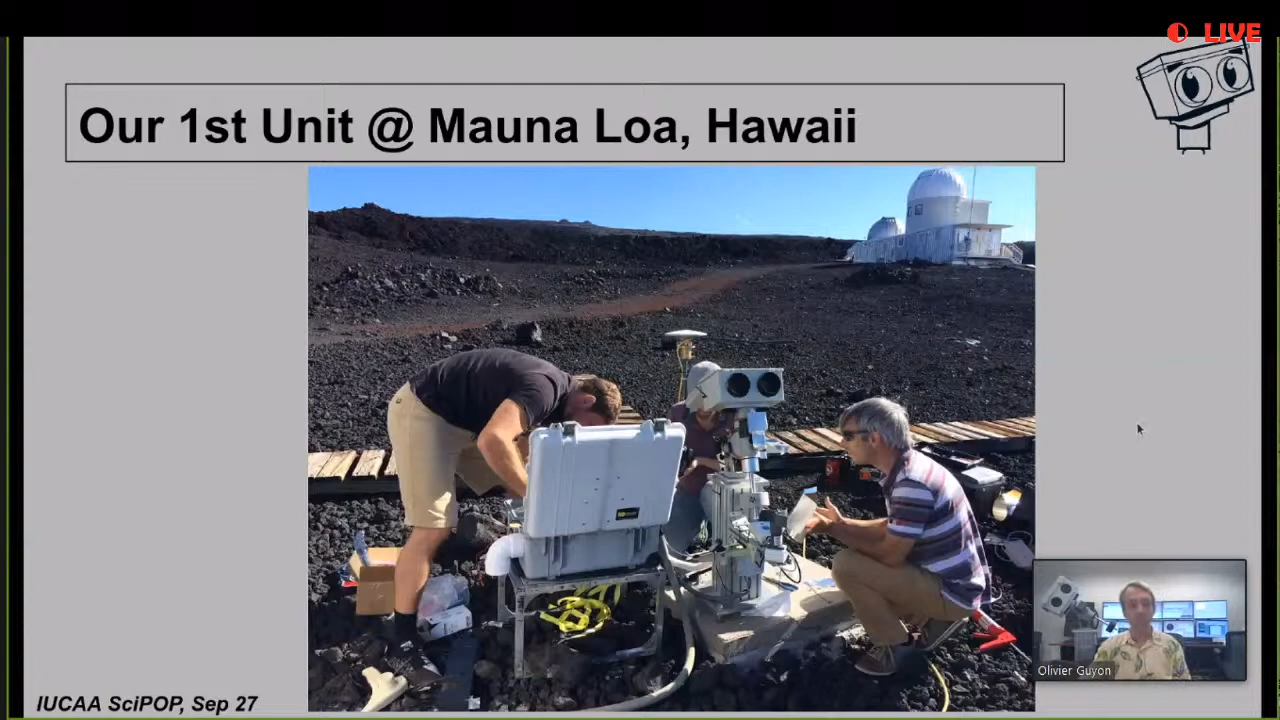 LIVE
Our 1st Unit @ Mauna Loa, Hawaii
Olivier Guyon
IUCAA SciPOP, Sep 27